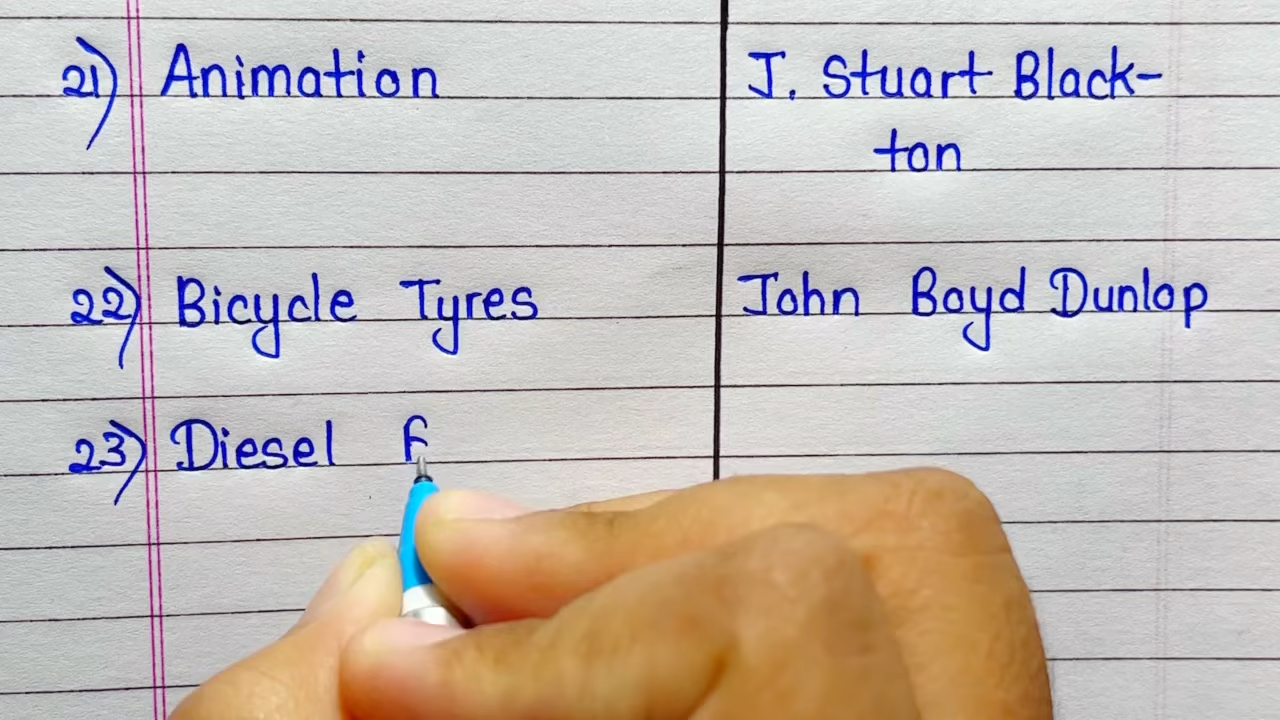 21) Animation J. Stuart Black-
ton
22) Bicycle Tyres John Boyd Dunlop
23) Diesel